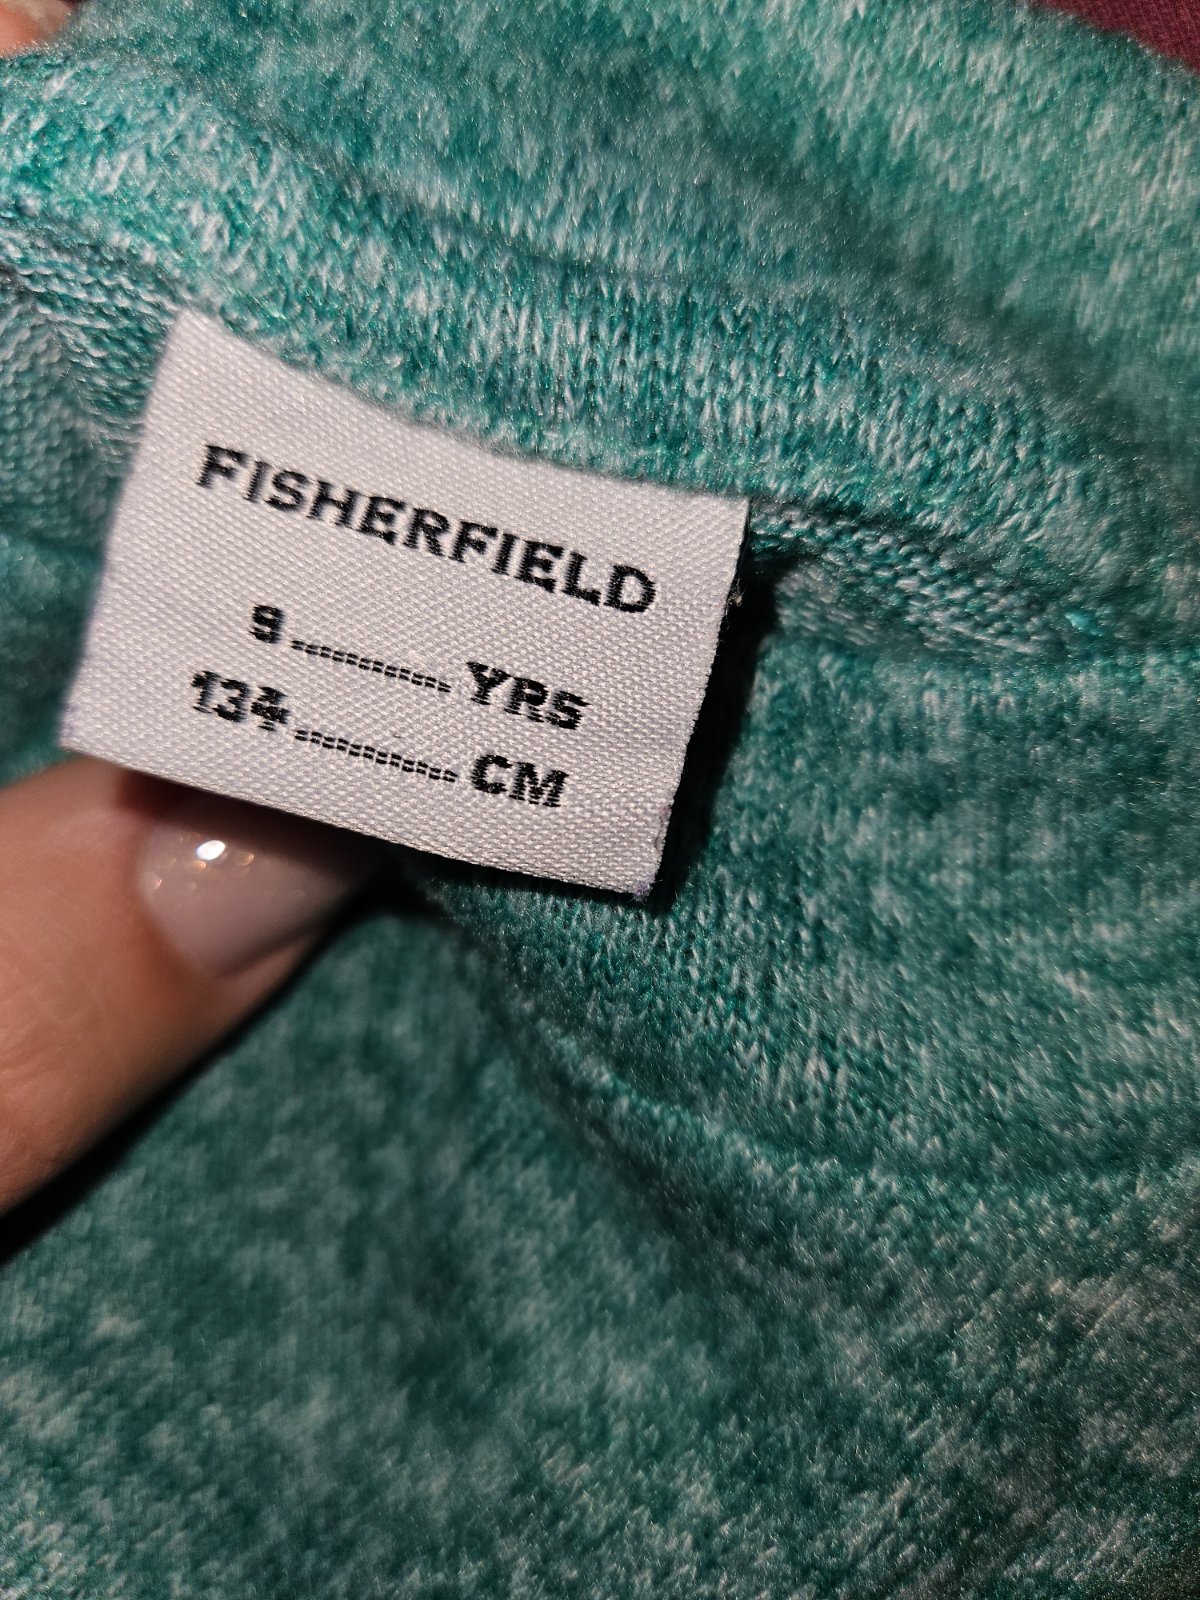 FISHERFIELD
9 YRS
134 CM